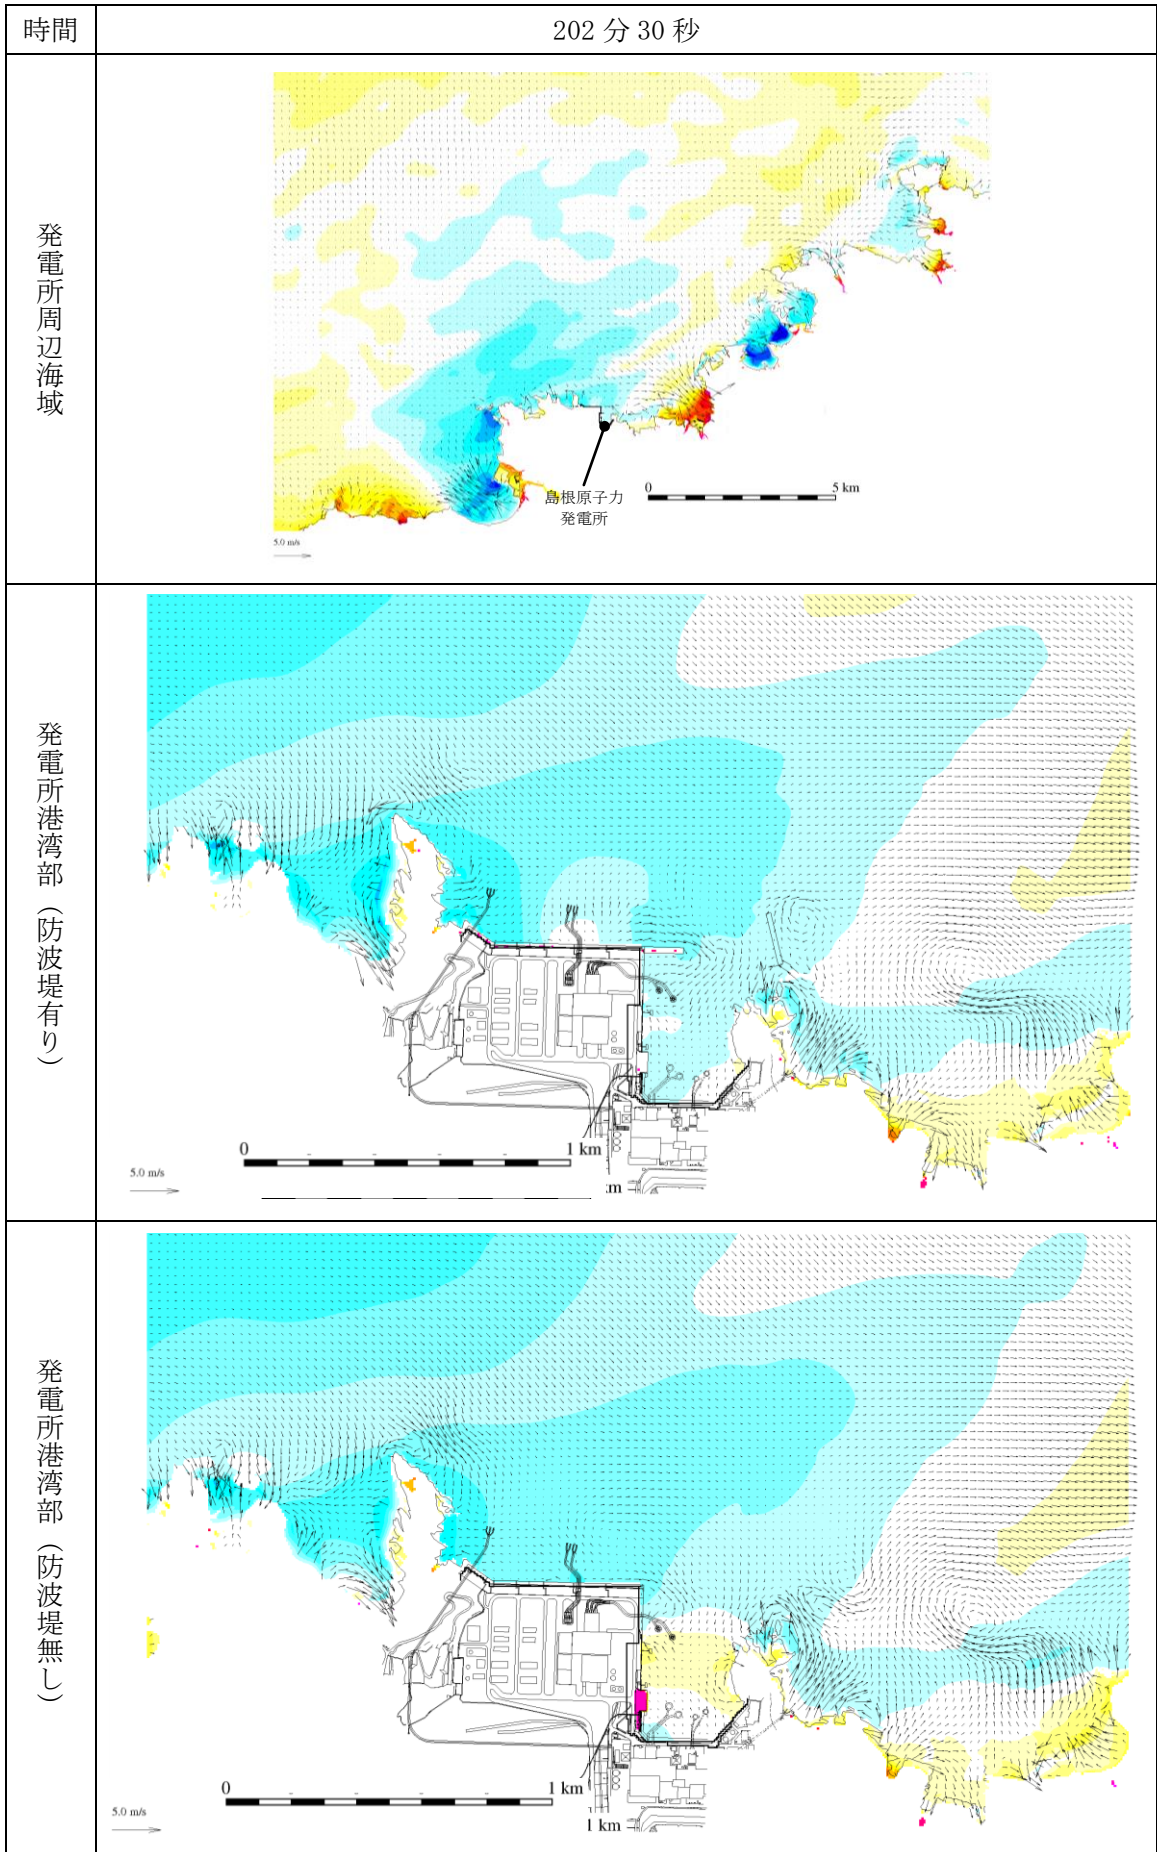 時間
202 分 30 秒
発電所周辺海域
島根原子力
発電所
0
5 km
5.0 m/s
発電所港湾部（防波堤有り）
0
1 km
km
5.0 m/s
発電所港湾部（防波堤無し）
0
1 km
1 km
5.0 m/s